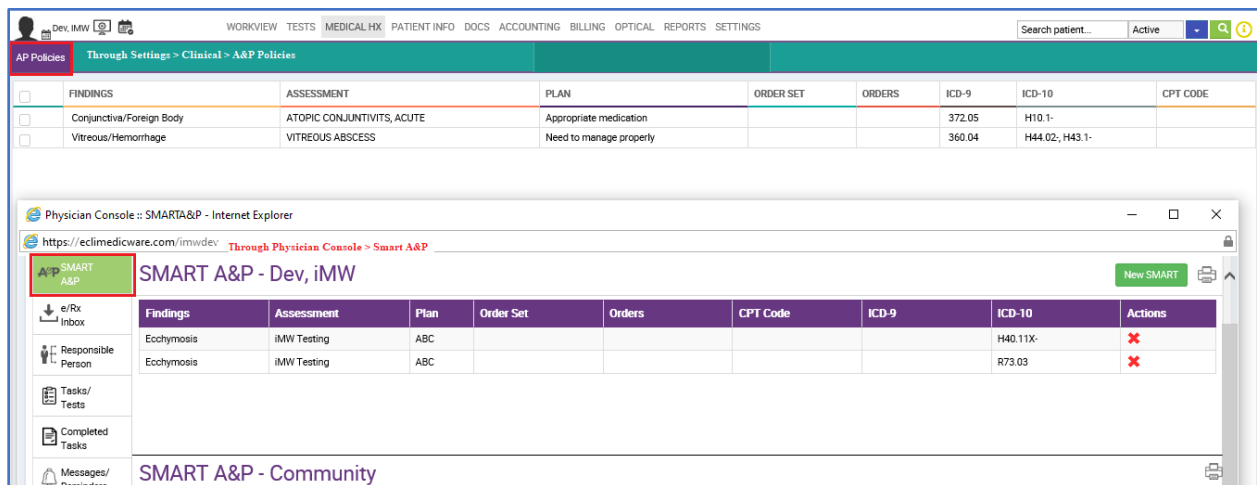 Dev, IMW WORKVIEW TESTS MEDICAL HX PATIENT INFO DOCS ACCOUNTING BILLING OPTICAL REPORTS SETTINGS Search patient... Active
AP Policies Through Settings > Clinical > A&P Policies
FINDINGS ASSESSMENT PLAN ORDER SET ORDERS ICD-9 ICD-10 CPT CODE
Conjunctiva/Foreign Body ATOPIC CONJUNTIVITS, ACUTE Appropriate medication 372.05 H10.1-
Vitreous/Hemorrhage VITREOUS ABSCESS Need to manage properly 360.04 H44.02-, H43.1-
Physician Console :: SMARTA&P - Internet Explorer
https://eclimedicware.com/imwdev Through Physician Console > Smart A&P
A&P SMART A&P
SMART A&P - Dev, iMW New SMART
e/Rx Inbox
Findings Assessment Plan Order Set Orders CPT Code ICD-9 ICD-10 Actions
Ecchymosis iMW Testing ABC H40.11X-
Ecchymosis iMW Testing ABC R73.03
Responsible Person
Tasks/ Tests
Completed Tasks
Messages/ Reminders
SMART A&P - Community